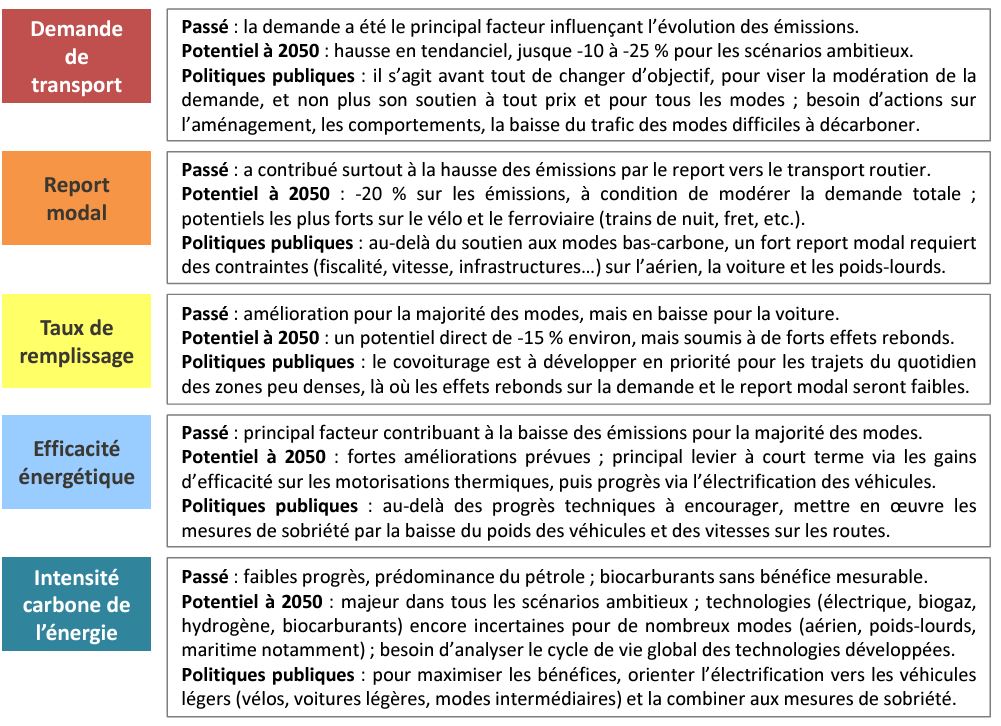 Demande
de
transport
Passé : la demande a été le principal facteur influençant l'évolution des émissions.
Potentiel à 2050 : hausse en tendanciel, jusque -10 à -25 % pour les scénarios ambitieux.
Politiques publiques : il s'agit avant tout de changer d'objectif, pour viser la modération de la
demande, et non plus son soutien à tout prix et pour tous les modes ; besoin d'actions sur
l'aménagement, les comportements, la baisse du trafic des modes difficiles à décarboner.
Report
modal
Passé : a contribué surtout à la hausse des émissions par le report vers le transport routier.
Potentiel à 2050 : -20 % sur les émissions, à condition de modérer la demande totale ;
potentiels les plus forts sur le vélo et le ferroviaire (trains de nuit, fret, etc.).
Politiques publiques : au-delà du soutien aux modes bas-carbone, un fort report modal requiert
des contraintes (fiscalité, vitesse, infrastructures…) sur l'aérien, la voiture et les poids-lourds.
Taux de
remplissage
Passé : amélioration pour la majorité des modes, mais en baisse pour la voiture.
Potentiel à 2050 : un potentiel direct de -15 % environ, mais soumis à de forts effets rebonds.
Politiques publiques : le covoiturage est à développer en priorité pour les trajets du quotidien
des zones peu denses, là où les effets rebonds sur la demande et le report modal seront faibles.
Efficacité
énergétique
Passé : principal facteur contribuant à la baisse des émissions pour la majorité des modes.
Potentiel à 2050 : fortes améliorations prévues ; principal levier à court terme via les gains
d'efficacité sur les motorisations thermiques, puis progrès via l'électrification des véhicules.
Politiques publiques : au-delà des progrès techniques à encourager, mettre en œuvre les
mesures de sobriété par la baisse du poids des véhicules et des vitesses sur les routes.
Intensité
carbone de
l'énergie
Passé : faibles progrès, prédominance du pétrole ; biocarburants sans bénéfice mesurable.
Potentiel à 2050 : majeur dans tous les scénarios ambitieux ; technologies (électrique, biogaz,
hydrogène, biocarburants) encore incertaines pour de nombreux modes (aérien, poids-lourds,
maritime notamment) ; besoin d'analyser le cycle de vie global des technologies développées.
Politiques publiques : pour maximiser les bénéfices, orienter l'électrification vers les véhicules
légers (vélos, voitures légères, modes intermédiaires) et la combiner aux mesures de sobriété.